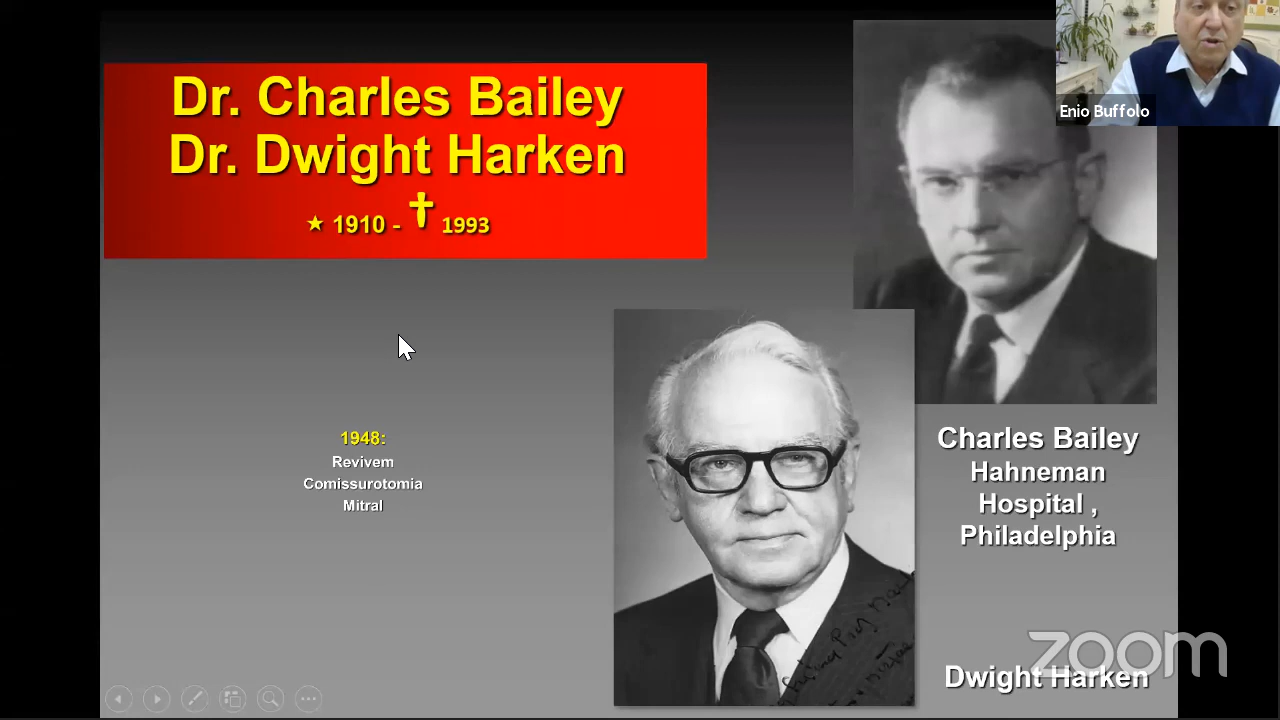 Dr. Charles Bailey
Dr. Dwight Harken
★ 1910 - ✝ 1993
1948:
Revivem
Comissurotomia
Mitral
Enio Buffolo
Charles Bailey
Hahneman
Hospital ,
Philadelphia
Dwight Harken
zoom